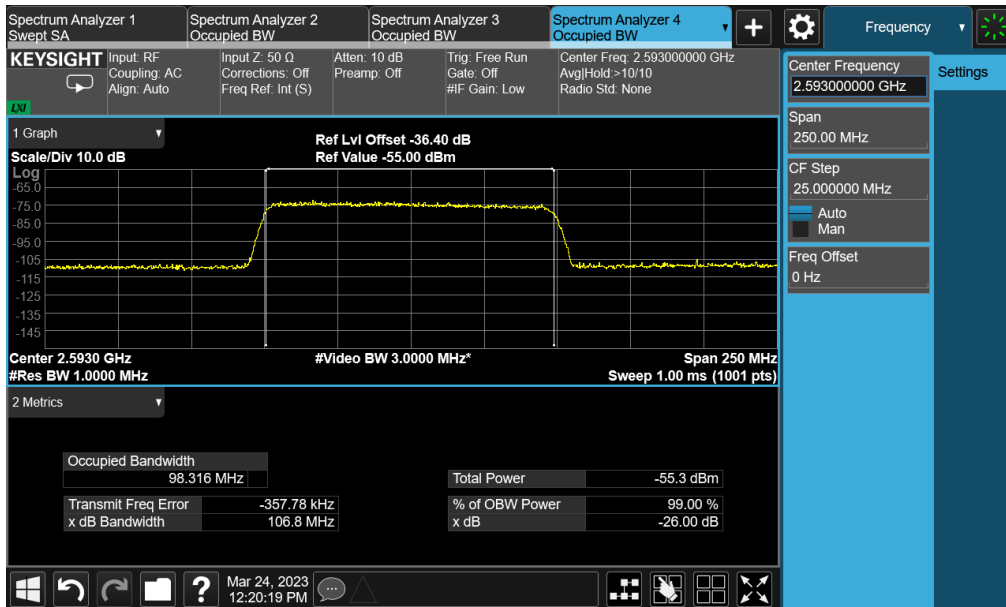 Spectrum Analyzer 1
Swept SA
Spectrum Analyzer 2
Occupied BW
Spectrum Analyzer 3
Occupied BW
Spectrum Analyzer 4
Occupied BW
+
Frequency
KEYSIGHT
LXI
Input: RF
Coupling: AC
Align: Auto
Input Z: 50 Ω
Corrections: Off
Freq Ref: Int (S)
Atten: 10 dB
Preamp: Off
Trig: Free Run
Gate: Off
#IF Gain: Low
Center Freq: 2.593000000 GHz
Avg|Hold:>10/10
Radio Std: None
Center Frequency
2.593000000 GHz
Settings
Span
250.00 MHz
CF Step
25.000000 MHz
Auto
Man
Freq Offset
0 Hz
1 Graph
Scale/Div 10.0 dB
Ref Lvl Offset -36.40 dB
Ref Value -55.00 dBm
Log
-65.0
-75.0
-85.0
-95.0
-105
-115
-125
-135
-145
Center 2.5930 GHz
#Res BW 1.0000 MHz
#Video BW 3.0000 MHz*
Span 250 MHz
Sweep 1.00 ms (1001 pts)
2 Metrics
Occupied Bandwidth
98.316 MHz
Transmit Freq Error -357.78 kHz
x dB Bandwidth 106.8 MHz
Total Power -55.3 dBm
% of OBW Power 99.00 %
x dB -26.00 dB
?
Mar 24, 2023
12:20:19 PM